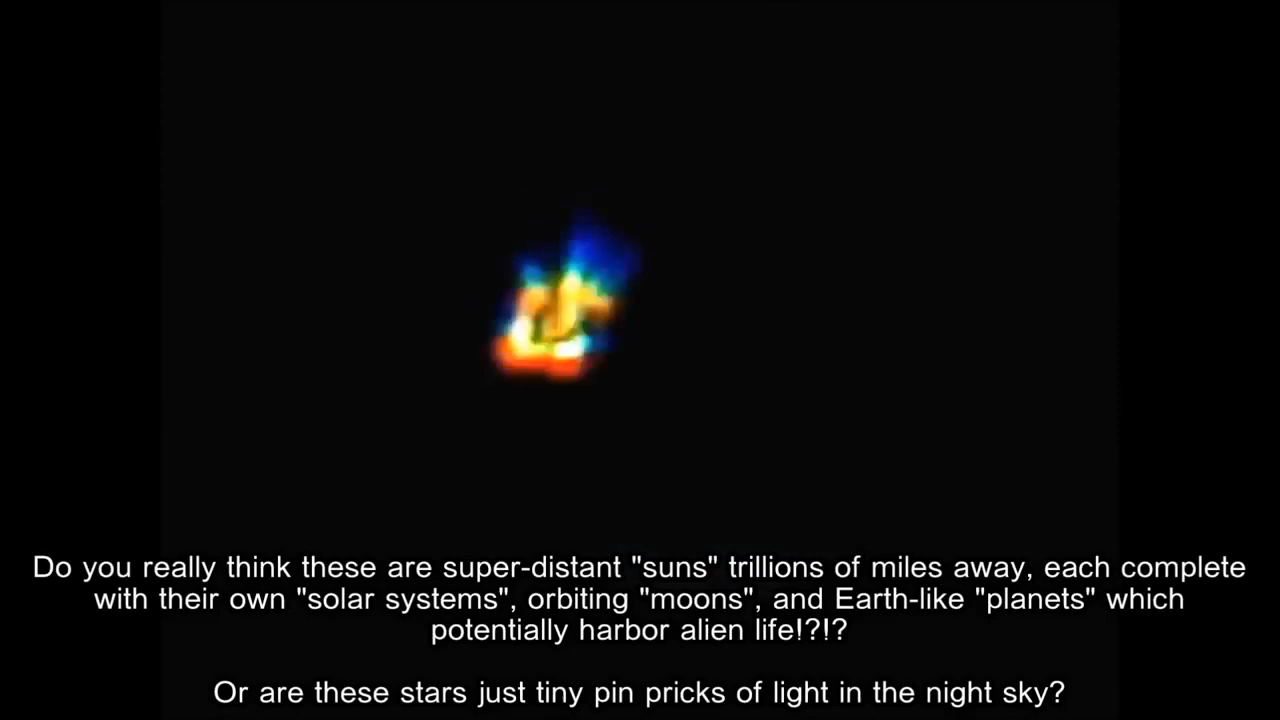 Do you really think these are super-distant "suns" trillions of miles away, each complete
with their own "solar systems", orbiting "moons", and Earth-like "planets" which
potentially harbor alien life!?!?
Or are these stars just tiny pin pricks of light in the night sky?